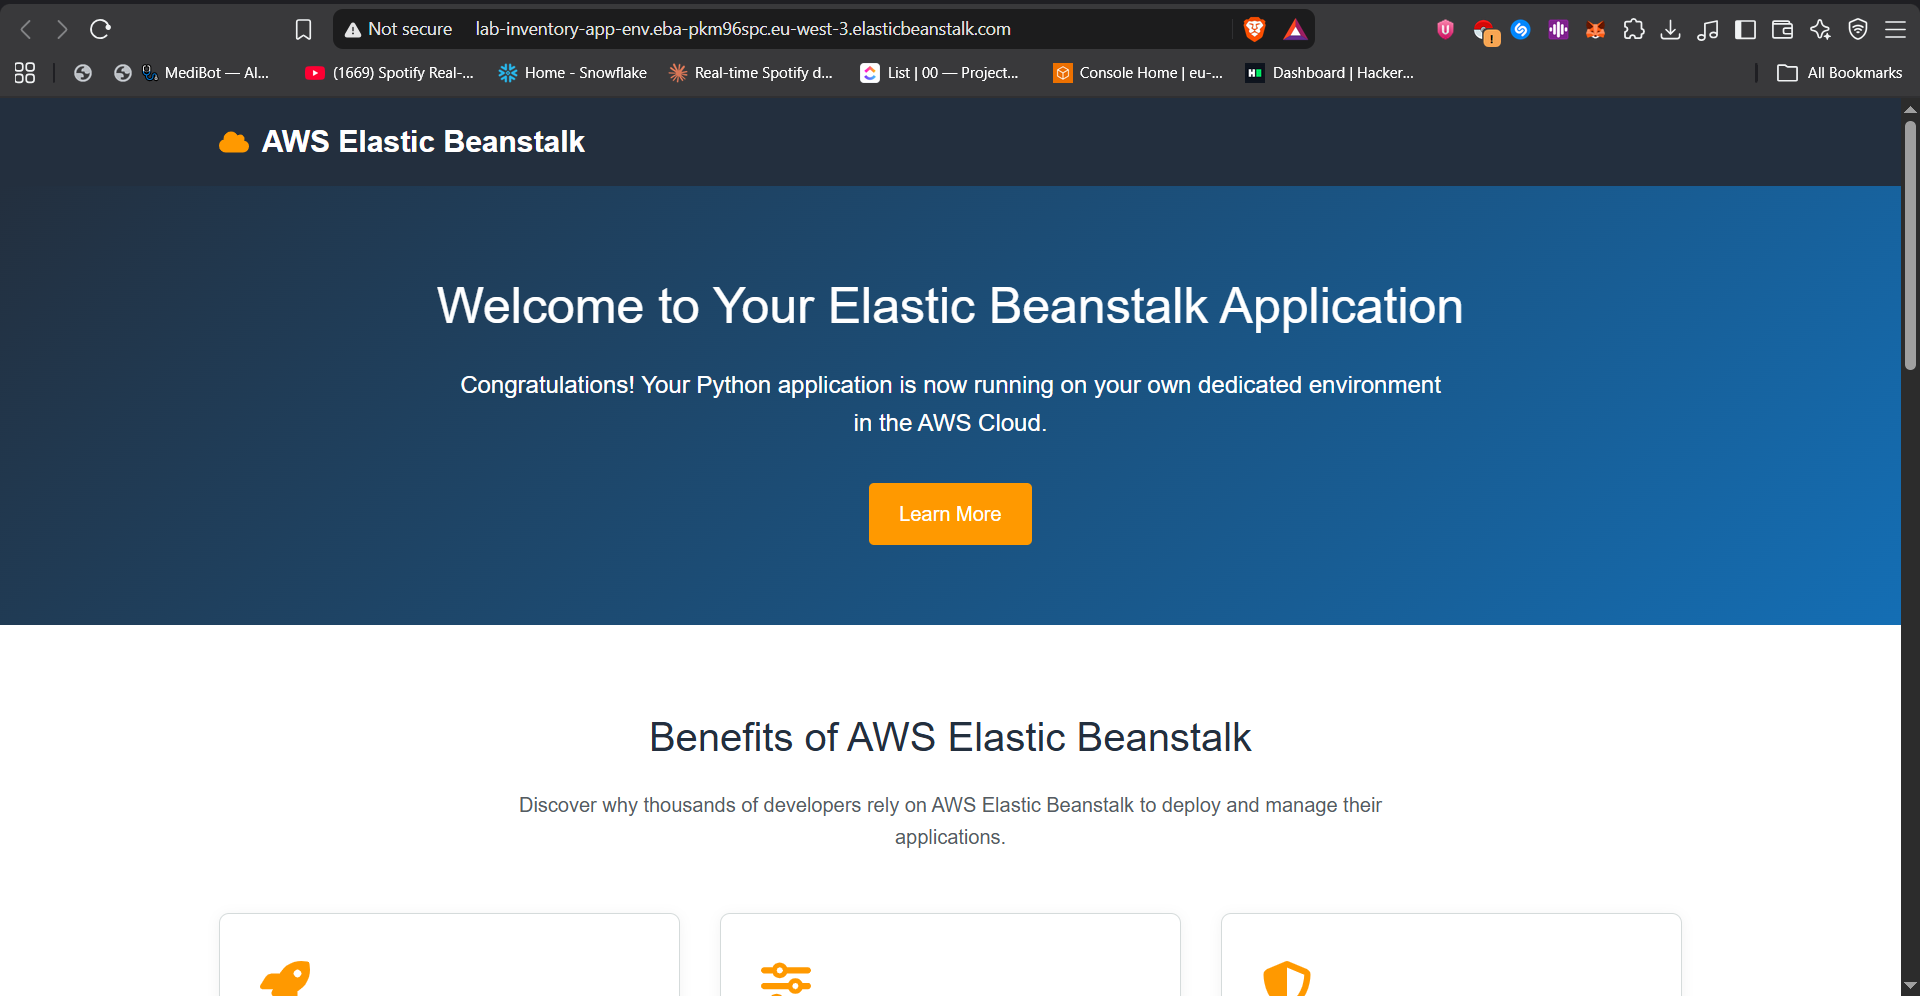 Not secure lab-inventory-app-env.eba-pkm96spc.eu-west-3.elasticbeanstalk.com
MediBot — AI... (1669) Spotify Real-... Home - Snowflake Real-time Spotify d... List | 00 — Project... Console Home | eu-... Dashboard | Hacker... All Bookmarks
AWS Elastic Beanstalk
Welcome to Your Elastic Beanstalk Application
Congratulations! Your Python application is now running on your own dedicated environment
in the AWS Cloud.
Learn More
Benefits of AWS Elastic Beanstalk
Discover why thousands of developers rely on AWS Elastic Beanstalk to deploy and manage their
applications.